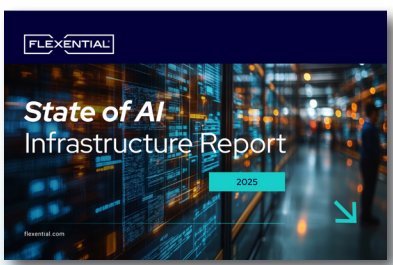 FLEXENTIAL
State of AI
Infrastructure Report
2025
flexential.com